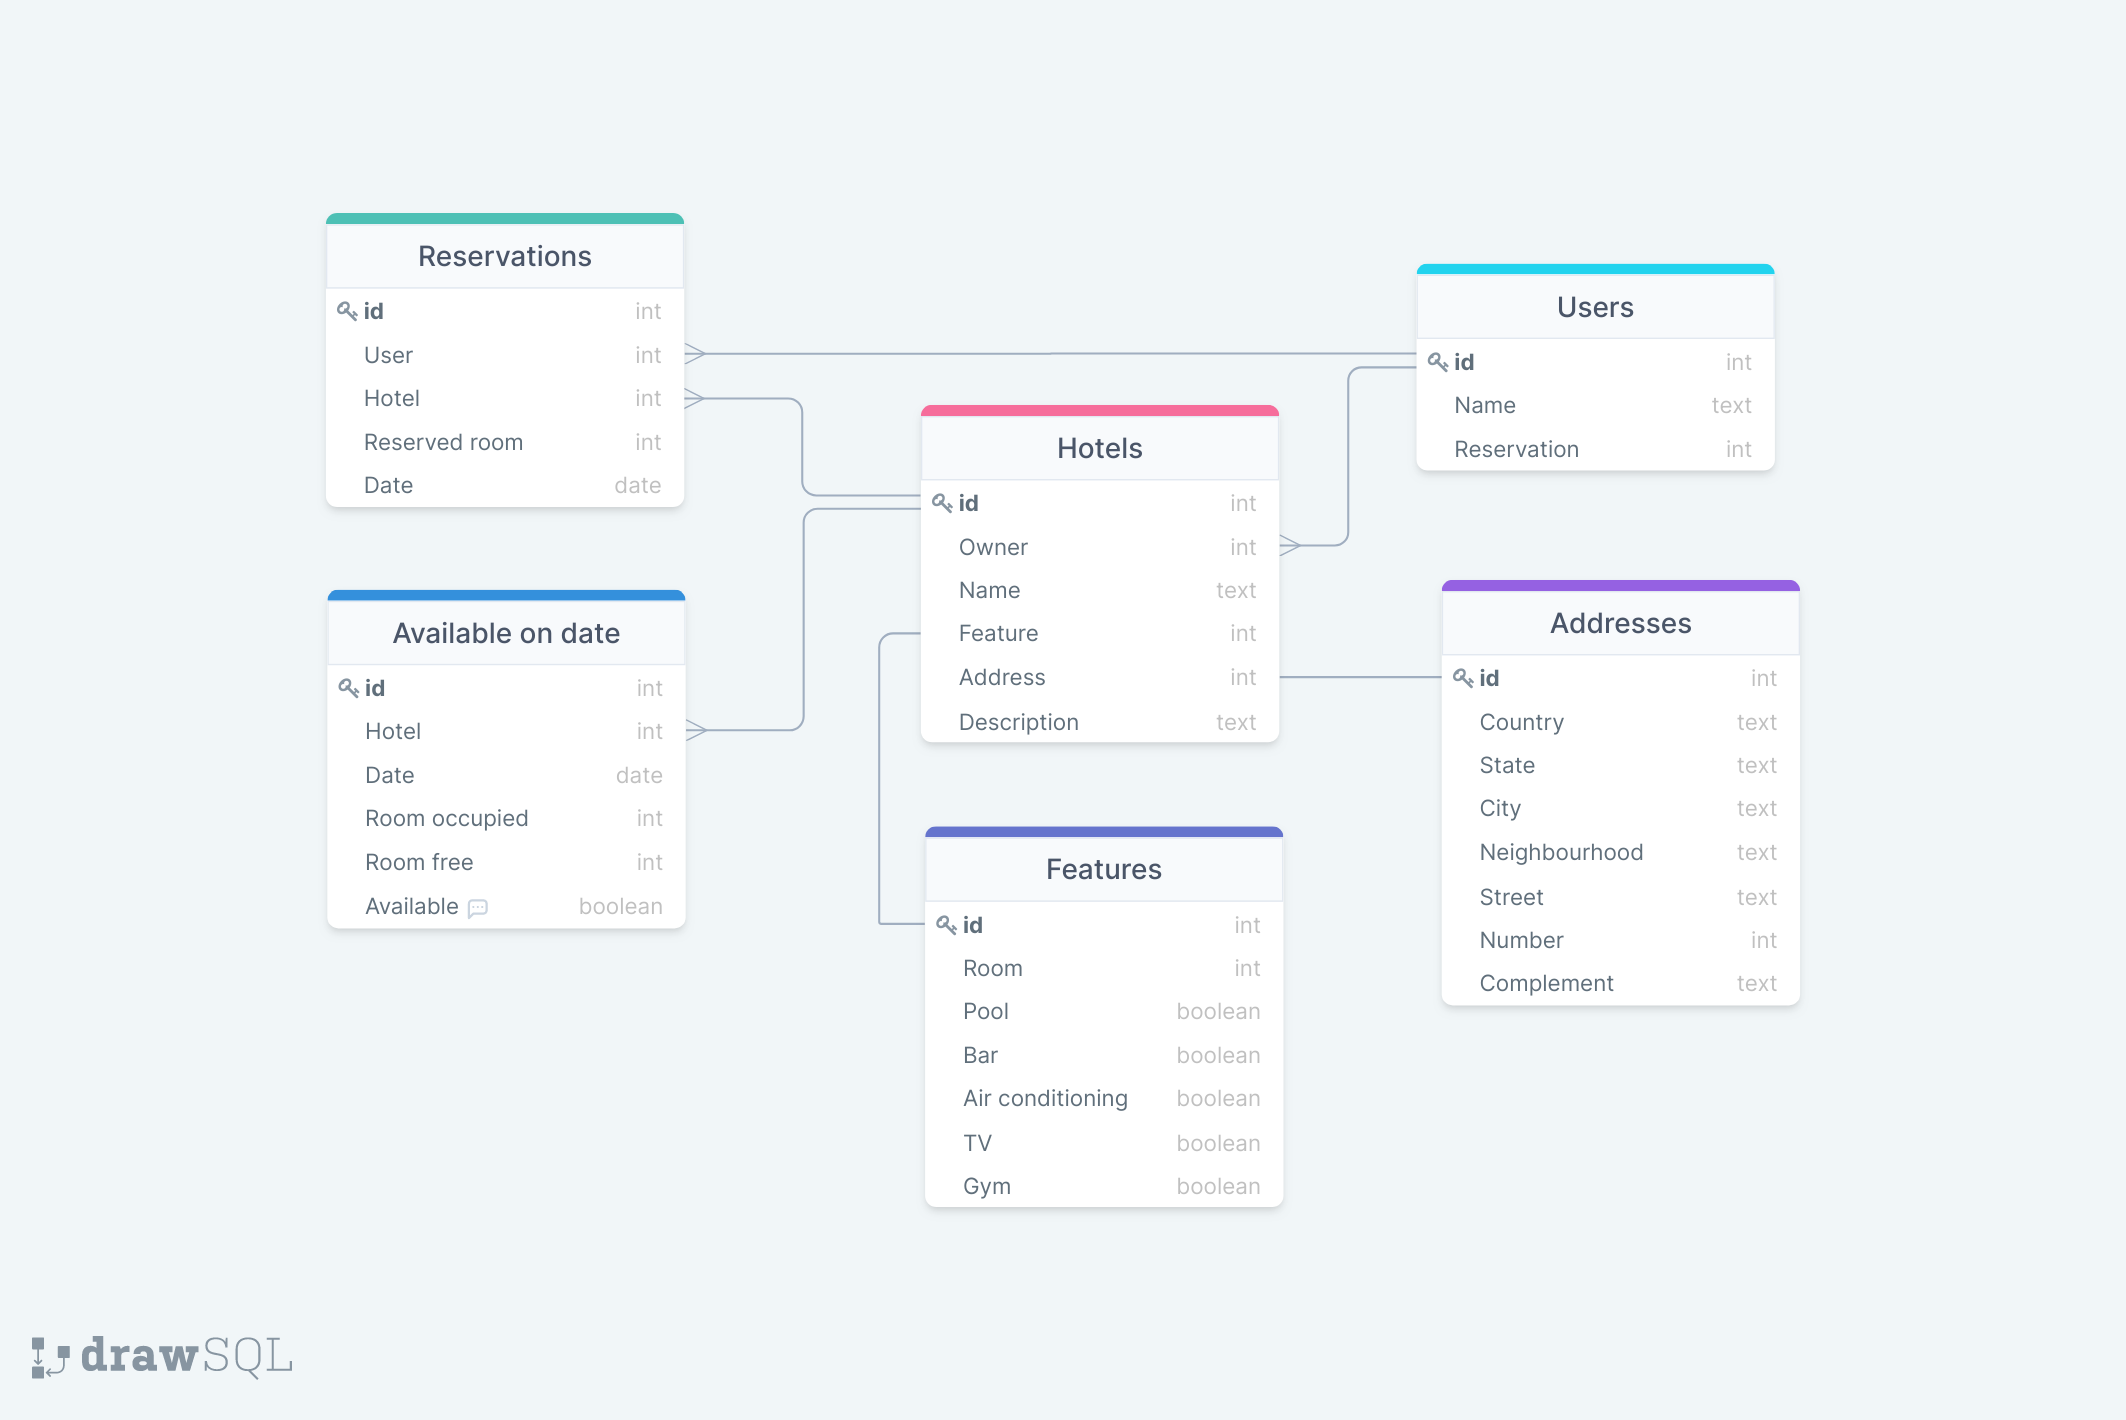 Reservations
id int
User int
Hotel int
Reserved room int
Date date
Users
id int
Name text
Reservation int
Hotels
id int
Owner int
Name text
Feature int
Address int
Description text
Available on date
id int
Hotel int
Date date
Room occupied int
Room free int
Available boolean
Addresses
id int
Country text
State text
City text
Neighbourhood text
Street text
Number int
Complement text
Features
id int
Room int
Pool boolean
Bar boolean
Air conditioning boolean
TV boolean
Gym boolean
drawSQL